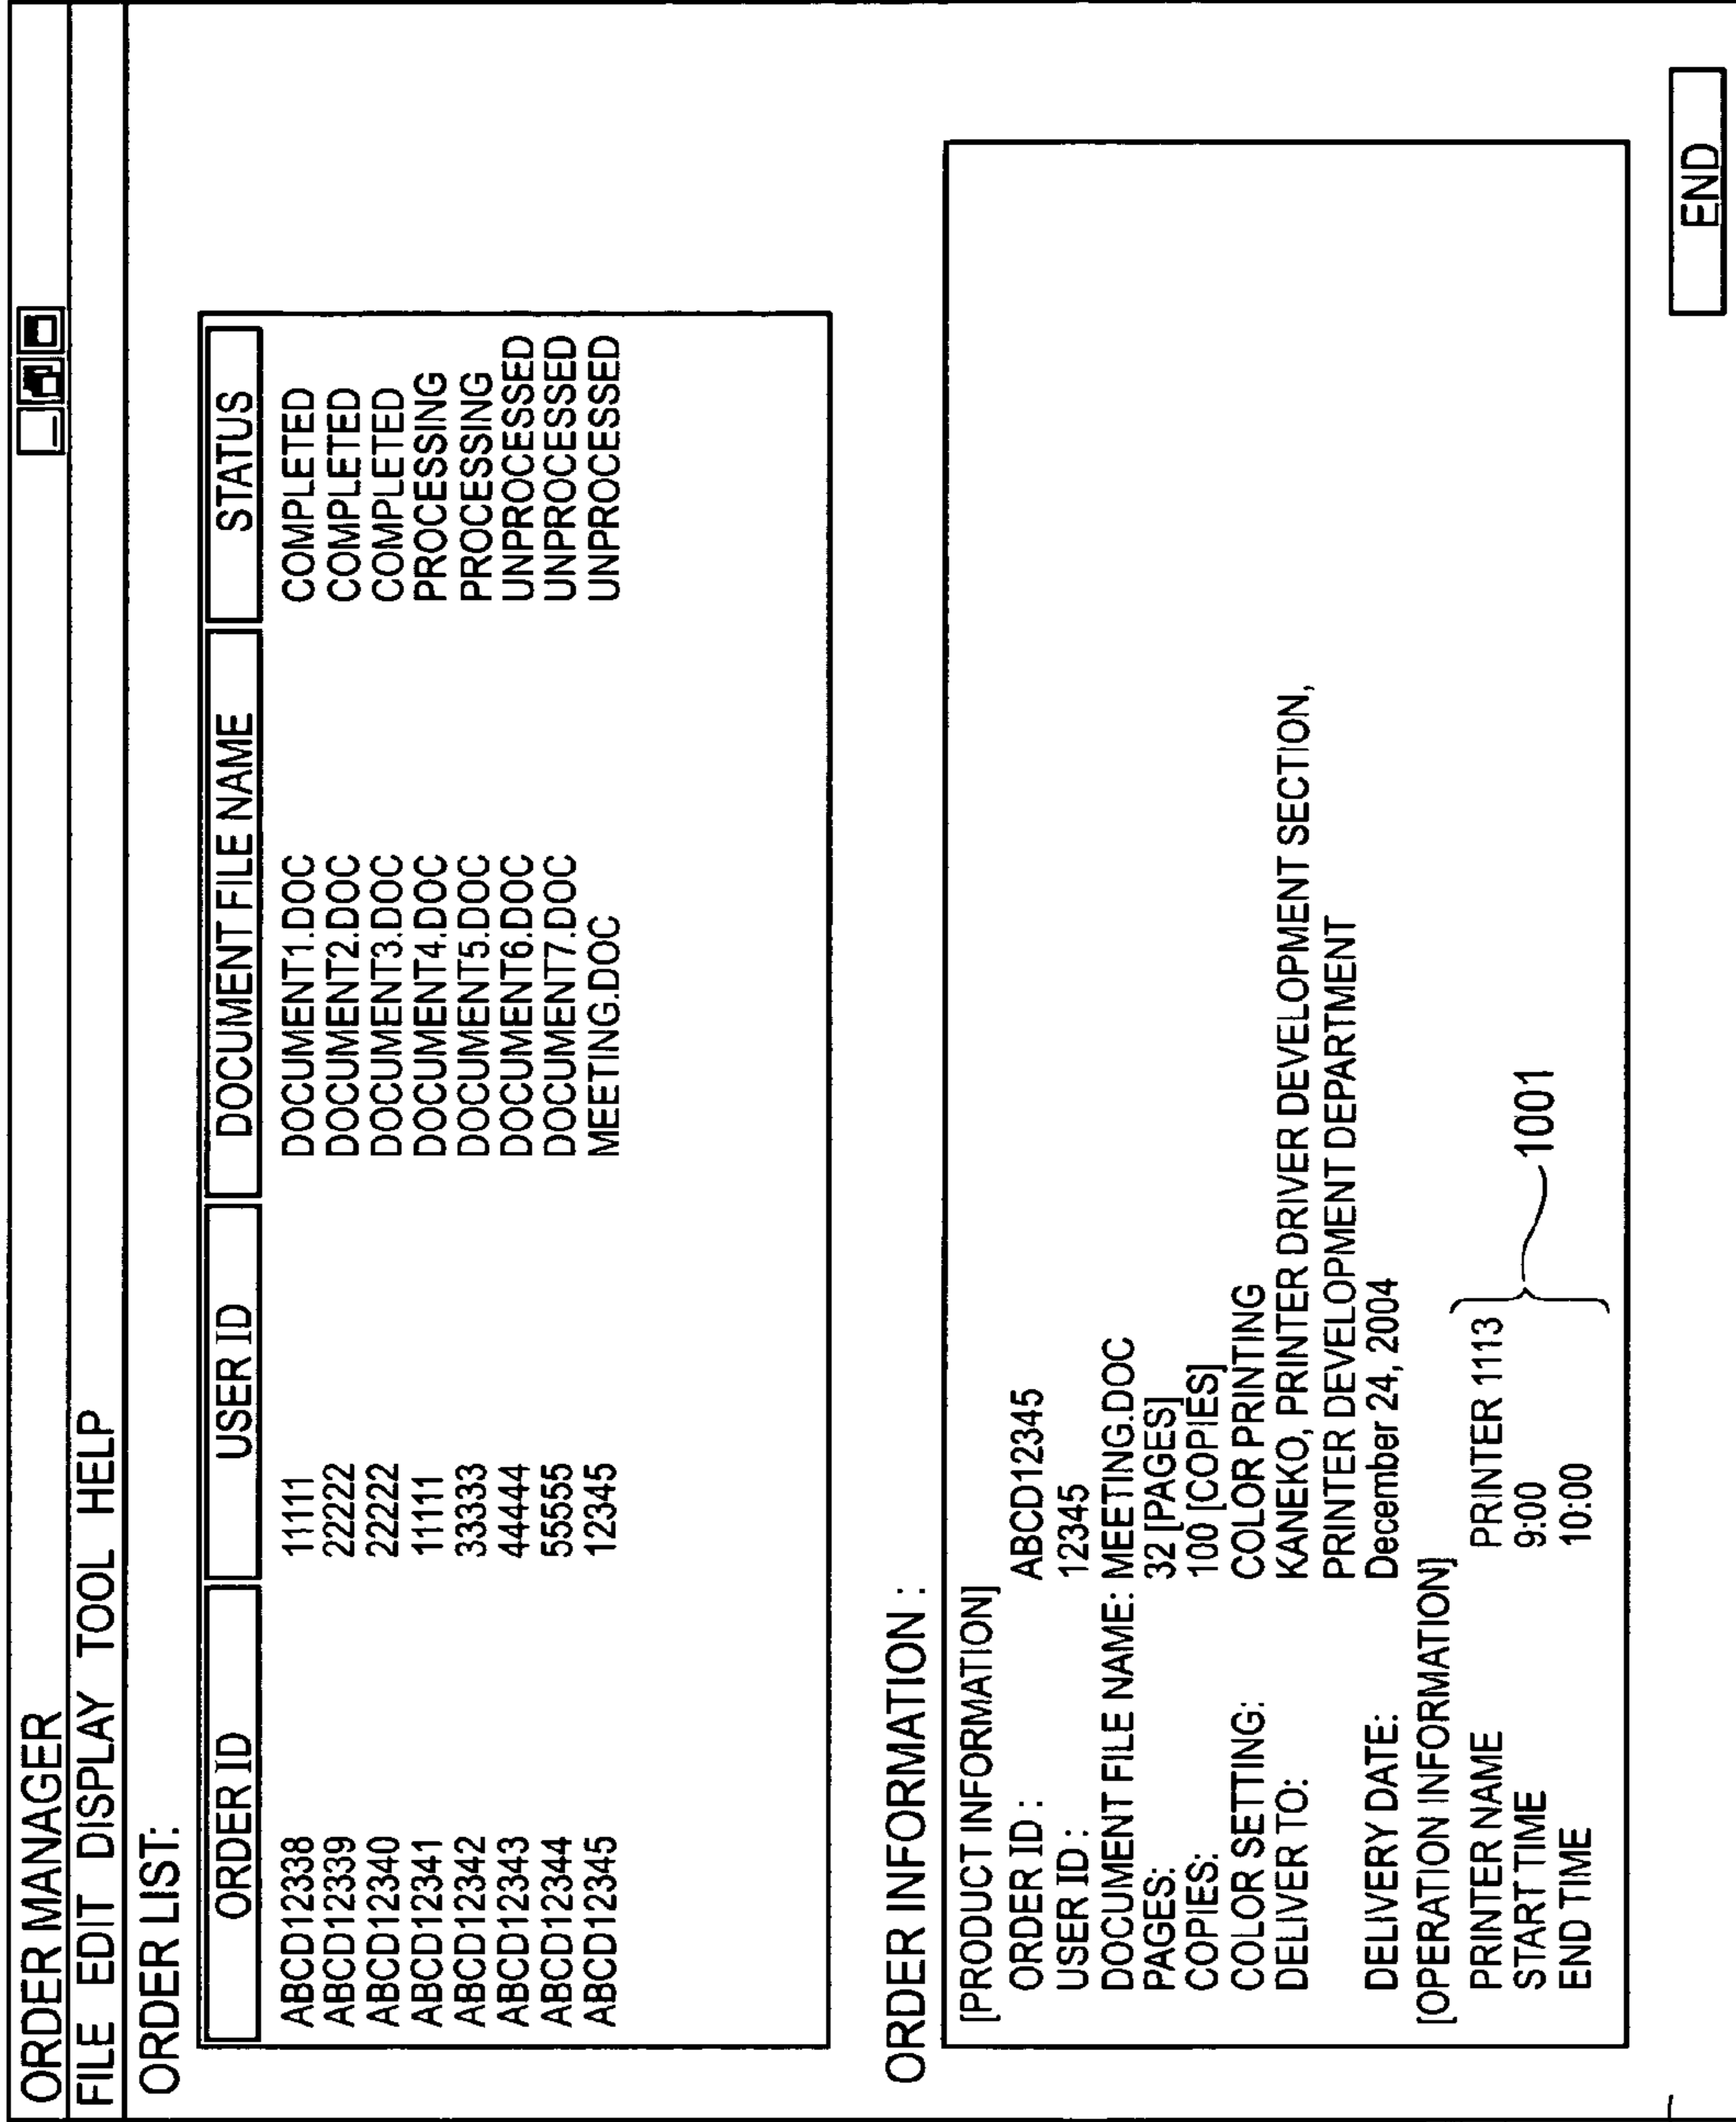 ORDER MANAGER
FILE EDIT DISPLAY TOOL HELP
ORDER LIST:
ORDER ID USER ID DOCUMENT FILE NAME STATUS
ABCD12338 11111 DOCUMENT1.DOC COMPLETED
ABCD12339 22222 DOCUMENT2.DOC COMPLETED
ABCD12340 22222 DOCUMENT3.DOC COMPLETED
ABCD12341 11111 DOCUMENT4.DOC PROCESSING
ABCD12342 33333 DOCUMENT5.DOC PROCESSING
ABCD12343 44444 DOCUMENT6.DOC UNPROCESSED
ABCD12344 55555 DOCUMENT7.DOC UNPROCESSED
ABCD12345 12345 MEETING.DOC UNPROCESSED
ORDER INFORMATION :
[PRODUCT INFORMATION]
ORDER ID : ABCD12345
USER ID : 12345
DOCUMENT FILE NAME: MEETING.DOC
PAGES: 32 [PAGES]
COPIES: 100 [COPIES]
COLOR SETTING: COLOR PRINTING
DELIVER TO: KANEKO, PRINTER DRIVER DEVELOPMENT SECTION,
PRINTER DEVELOPMENT DEPARTMENT
DELIVERY DATE: December 24, 2004
[OPERATION INFORMATION]
PRINTER NAME PRINTER 1113
START TIME 9:00 1001
END TIME 10:00
END